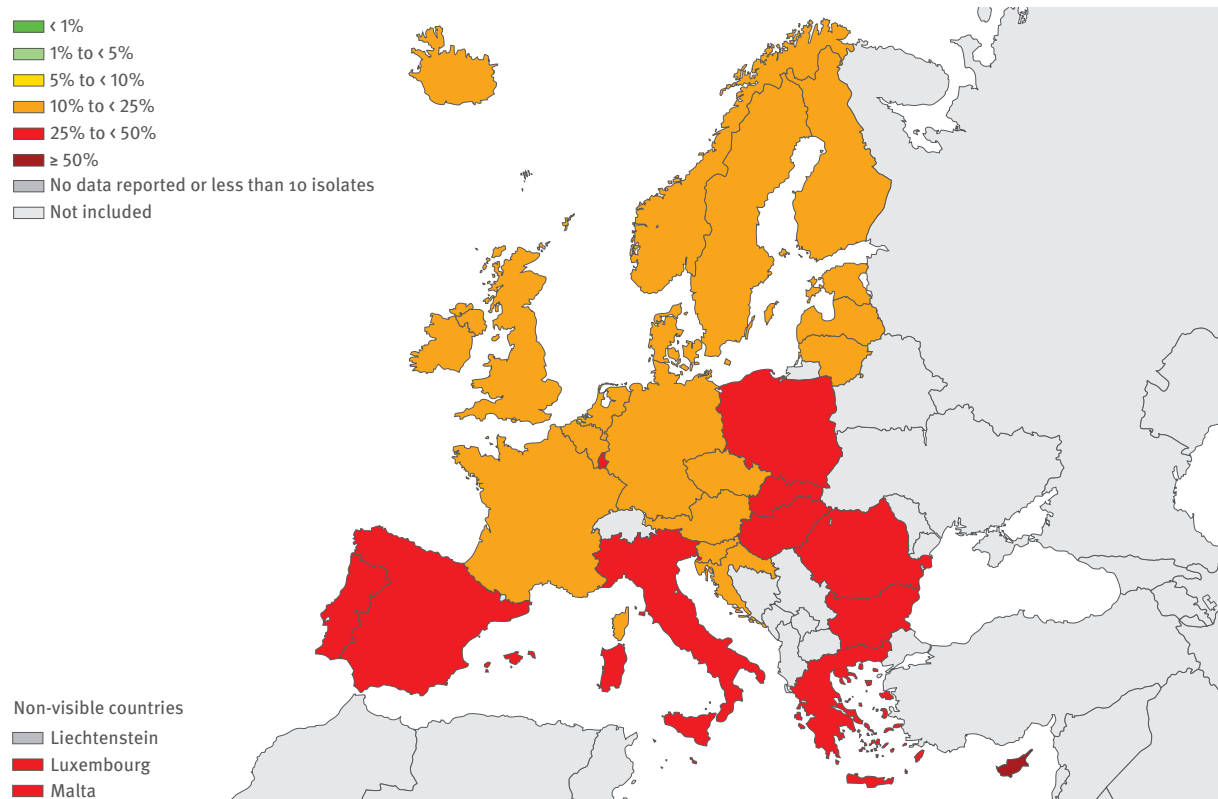 < 1%
1% to < 5%
5% to < 10%
10% to < 25%
25% to < 50%
≥ 50%
No data reported or less than 10 isolates
Not included
Non-visible countries
Liechtenstein
Luxembourg
Malta